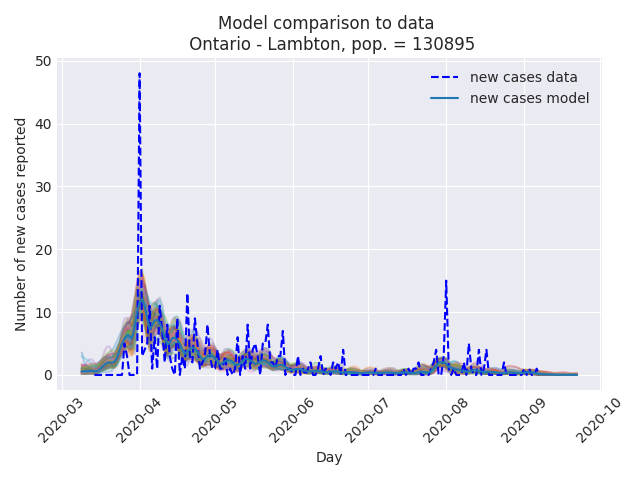 Model comparison to data
Ontario - Lambton, pop. = 130895
new cases data
new cases model
Number of new cases reported
50
40
30
20
10
0
2020-03
2020-04
2020-05
2020-06
2020-07
2020-08
2020-09
2020-10
Day